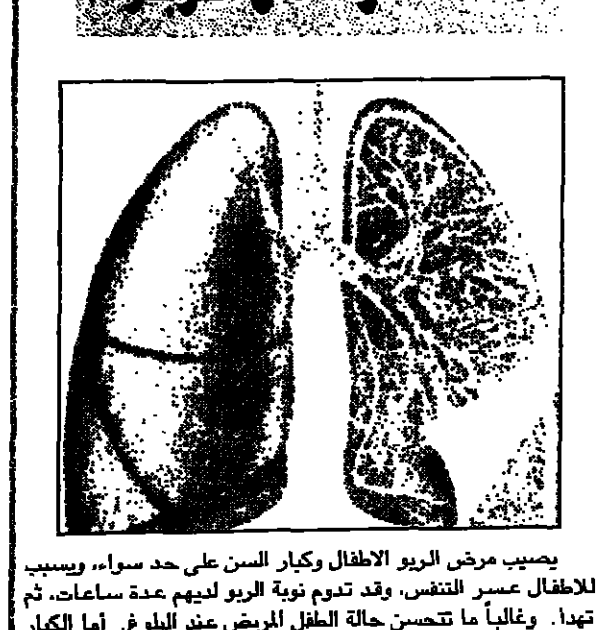 يصيب مرض الربو الاطفال وكبار السن على حد سواء، ويسبب
للاطفال عسر التنفس، وقد تدوم نوبة الربو لديهم عدة ساعات، ثم
تهدا. وغالباً ما تتحسن حالة الطفل المريض عند البلوغ. أما الكبار